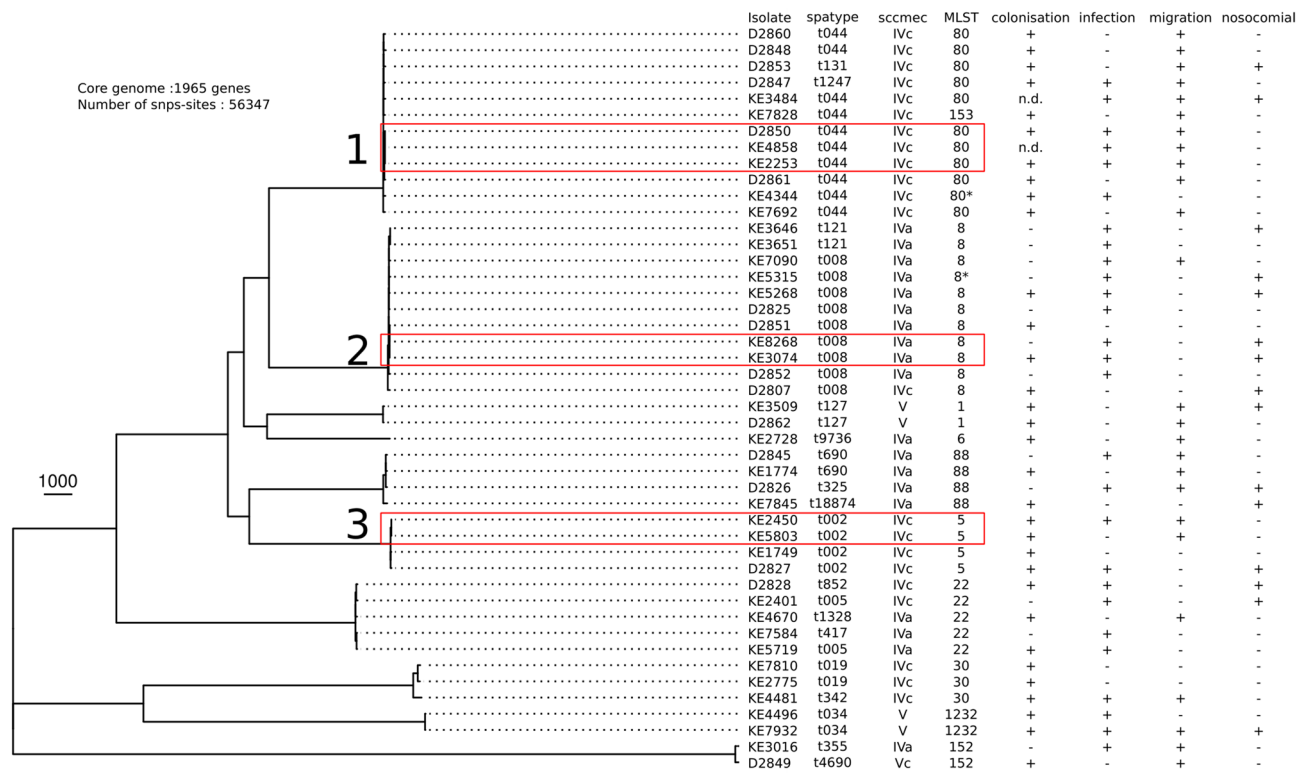 Isolate spatype sccmec MLST colonisation infection migration nosocomial
D2860 t044 IVc 80 + - + -
D2848 t044 IVc 80 + - + -
D2853 t131 IVc 80 + - + +
Core genome :1965 genes
D2847 t1247 IVc 80 + + + -
Number of snps-sites : 56347
KE3484 t044 IVc 80 n.d. + + +
KE7828 t044 IVc 153 + - + -
D2850 t044 IVc 80 + + + -
1
KE4858 t044 IVc 80 n.d. + + -
KE2253 t044 IVc 80 + + + -
D2861 t044 IVc 80 + - + -
KE4344 t044 IVc 80* + + - -
KE7692 t044 IVc 80 + - + -
KE3646 t121 IVa 8 - + - +
KE3651 t121 IVa 8 - + - -
KE7090 t008 IVa 8 - + + -
KE5315 t008 IVa 8* - + - +
KE5268 t008 IVa 8 + + - +
D2825 t008 IVa 8 - + - -
D2851 t008 IVa 8 + - - -
KE8268 t008 IVa 8 - + - +
2
KE3074 t008 IVa 8 + + - +
D2852 t008 IVa 8 - + - -
D2807 t008 IVc 8 + - - +
KE3509 t127 V 1 + - + +
D2862 t127 V 1 + - + -
KE2728 t9736 IVa 6 + - + -
D2845 t690 IVa 88 - + + -
KE1774 t690 IVa 88 + - + -
1000
D2826 t325 IVa 88 - + + +
KE7845 t18874 IVa 88 + - - +
KE2450 t002 IVc 5 + + + -
3
KE5803 t002 IVc 5 + - + -
KE1749 t002 IVc 5 + - - -
D2827 t002 IVc 5 + + - +
D2828 t852 IVc 22 + + - +
KE2401 t005 IVc 22 - + - +
KE4670 t1328 IVa 22 + - + -
KE7584 t417 IVa 22 - + - -
KE5719 t005 IVa 22 + + - -
KE7810 t019 IVc 30 + - - -
KE2775 t019 IVc 30 + - - -
KE4481 t342 IVc 30 + + + -
KE4496 t034 V 1232 + + - -
KE7932 t034 V 1232 + + + +
KE3016 t355 IVa 152 - + + -
D2849 t4690 Vc 152 + - + -